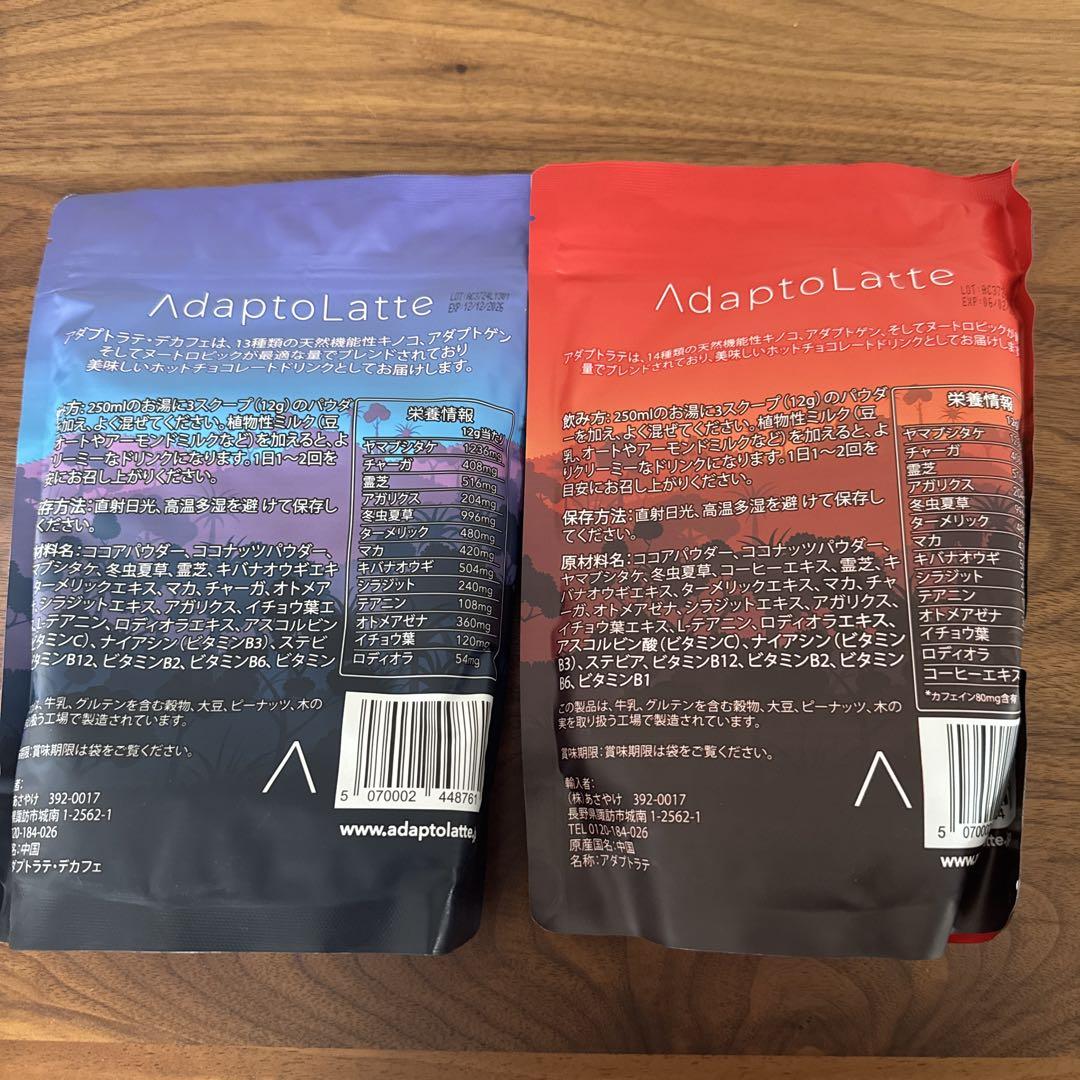 AdaptoLatte
EXP 12/12/2026
アダプトラテ・デカフェは、13種類の天然機能性キノコ、アダプトゲン
そしてヌートロピックが最適な量でブレンドされており
美味しいホットチョコレートドリンクとしてお届けします。
方: 250mlのお湯に3スクープ（12g）のパウダ
を加え、よく混ぜてください。植物性ミルク（豆
オートやアーモンドミルクなど）を加えると、よ
リーミーなドリンクになります。1日1〜2回を
安にお召し上がりください。
存方法: 直射日光、高温多湿を避 けて保存し
ください。
材料名: ココアパウダー、ココナッツパウダー、
マブシタケ、冬虫夏草、霊芝、キバナオウギエキ
ターメリックエキス、マカ、チャーガ、オトメア
、シラジットエキス、アガリクス、イチョウ葉エ
L-テアニン、ロディオラエキス、アスコルビン
タミンC）、ナイアシン（ビタミンB3）、ステビ
タミンB12、ビタミンB2、ビタミンB6、ビタミン
は、牛乳、グルテンを含む穀物、大豆、ピーナッツ、木の
扱う工場で製造されています。
限: 賞味期限は袋をご覧ください。
者:
あさやけ 392-0017
県諏訪市城南 1-2562-1
0120-184-026
名: 中国
ダプトラテ・デカフェ
栄養情報
12g当たり
ヤマブシタケ 1236mg
チャーガ 408mg
霊芝 516mg
アガリクス 204mg
冬虫夏草 996mg
ターメリック 480mg
マカ 420mg
キバナオウギ 504mg
シラジット 240mg
テアニン 108mg
オトメアゼナ 360mg
イチョウ葉 120mg
ロディオラ 54mg
5 070002 448761
www.adaptolatte.
AdaptoLatte
アダプトラテは、14種類の天然機能性キノコ、アダプトゲン、そしてヌートロピックが
量でブレンドされており、美味しいホットチョコレートドリンクとしてお届けします
飲み方: 250mlのお湯に3スクープ（12g）のパウダ
ーを加え、よく混ぜてください。植物性ミルク（豆
乳、オートやアーモンドミルクなど）を加えると、よ
りクリーミーなドリンクになります。1日1〜2回を
目安にお召し上がりください。
保存方法: 直射日光、高温多湿を避 けて保存し
てください。
原材料名: ココアパウダー、ココナッツパウダー、
ヤマブシタケ、冬虫夏草、コーヒーエキス、霊芝、キ
バナオウギエキス、ターメリックエキス、マカ、チャ
ーガ、オトメアゼナ、シラジットエキス、アガリクス、
イチョウ葉エキス、L-テアニン、ロディオラエキス、
アスコルビン酸（ビタミンC）、ナイアシン（ビタミン
B3）、ステビア、ビタミンB12、ビタミンB2、ビタミン
B6、ビタミンB1
この製品は、牛乳、グルテンを含む穀物、大豆、ピーナッツ、木の
実を取り扱う工場で製造されています。
賞味期限: 賞味期限は袋をご覧ください。
輸入者:
（株）あさやけ 392-0017
長野県諏訪市城南 1-2562-1
TEL 0120-184-026
原産国名: 中国
名称: アダプトラテ
栄養情報
ヤマブシタケ
チャーガ
霊芝
アガリクス
冬虫夏草
ターメリック
マカ
キバナオウギ
シラジット
テアニン
オトメアゼナ
イチョウ葉
ロディオラ
コーヒーエキス
*カフェイン80mg含有